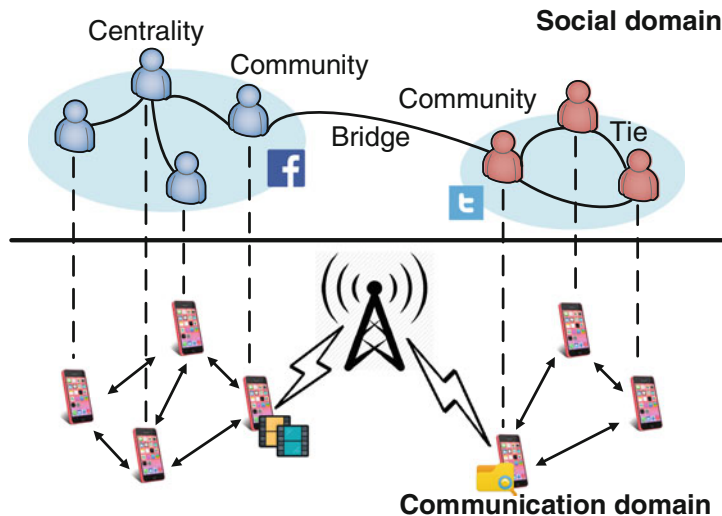 Social domain
Centrality
Community
Community
Bridge
Tie
f
t
Communication domain